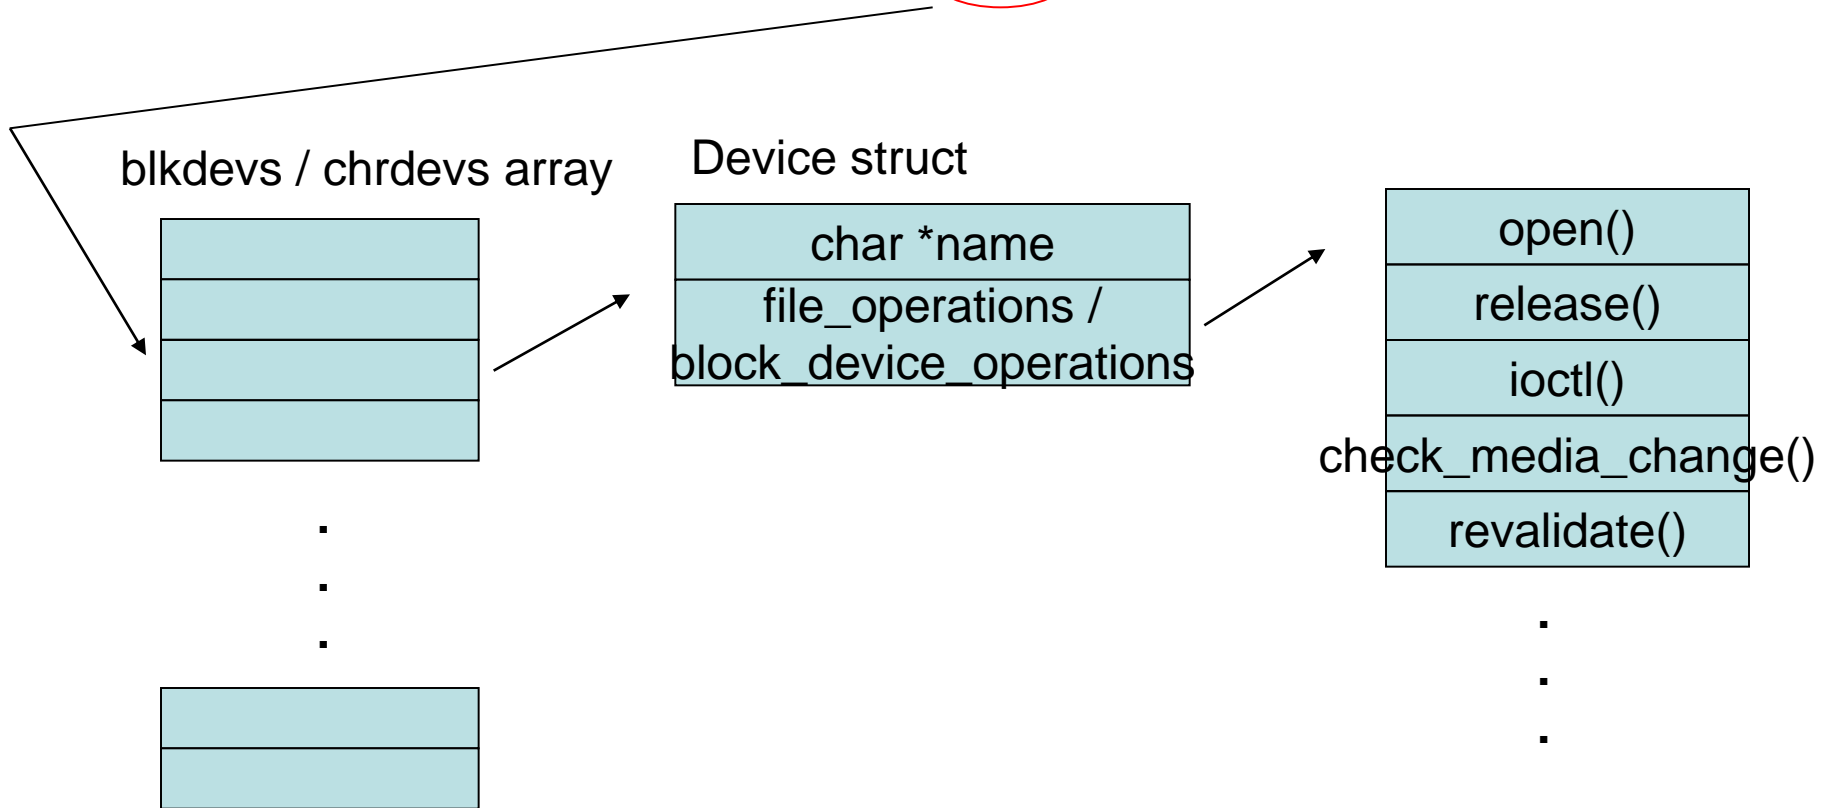 blkdevs / chrdevs array
Device struct
char *name
file_operations /
block_device_operations
open()
release()
ioctl()
check_media_change()
revalidate()
.
.
.
.
.
.